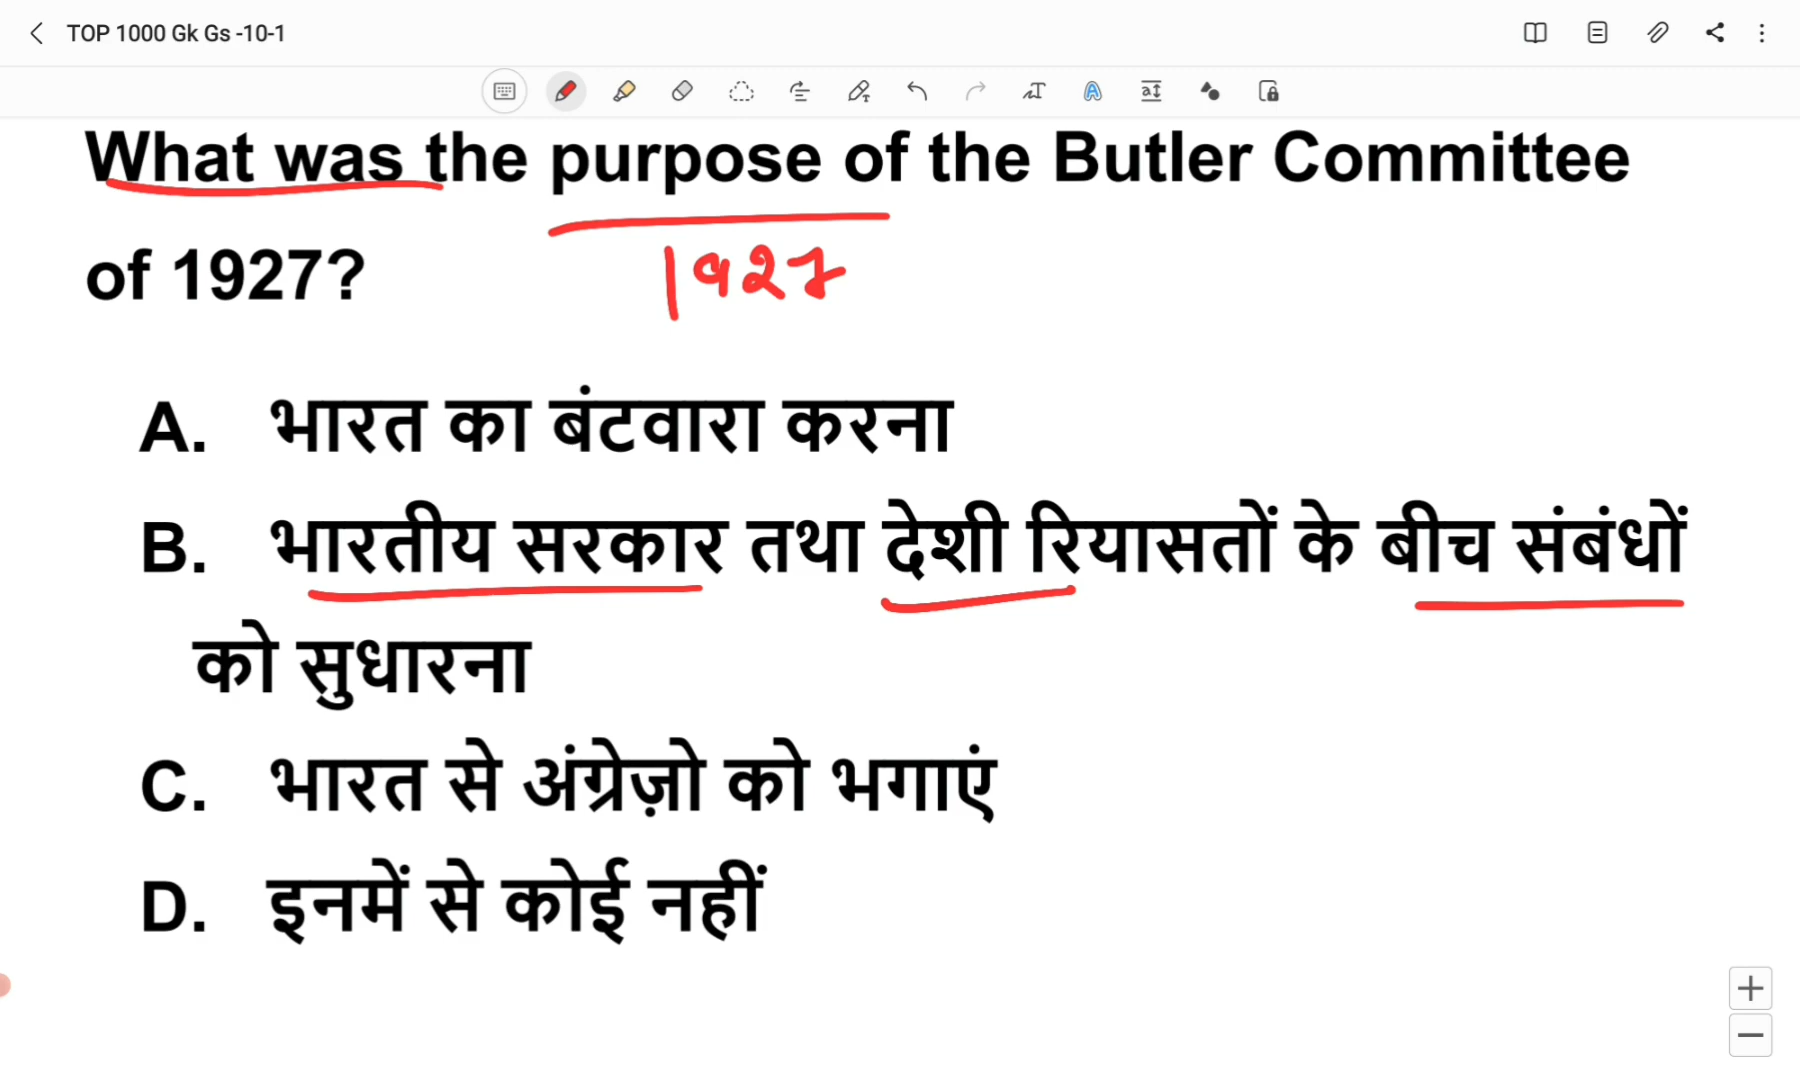 TOP 1000 Gk Gs -10-1
What was the purpose of the Butler Committee
of 1927?
1927
A. भारत का बंटवारा करना
B. भारतीय सरकार तथा देशी रियासतों के बीच संबंधों
को सुधारना
C. भारत से अंग्रेज़ो को भगाएं
D. इनमें से कोई नहीं